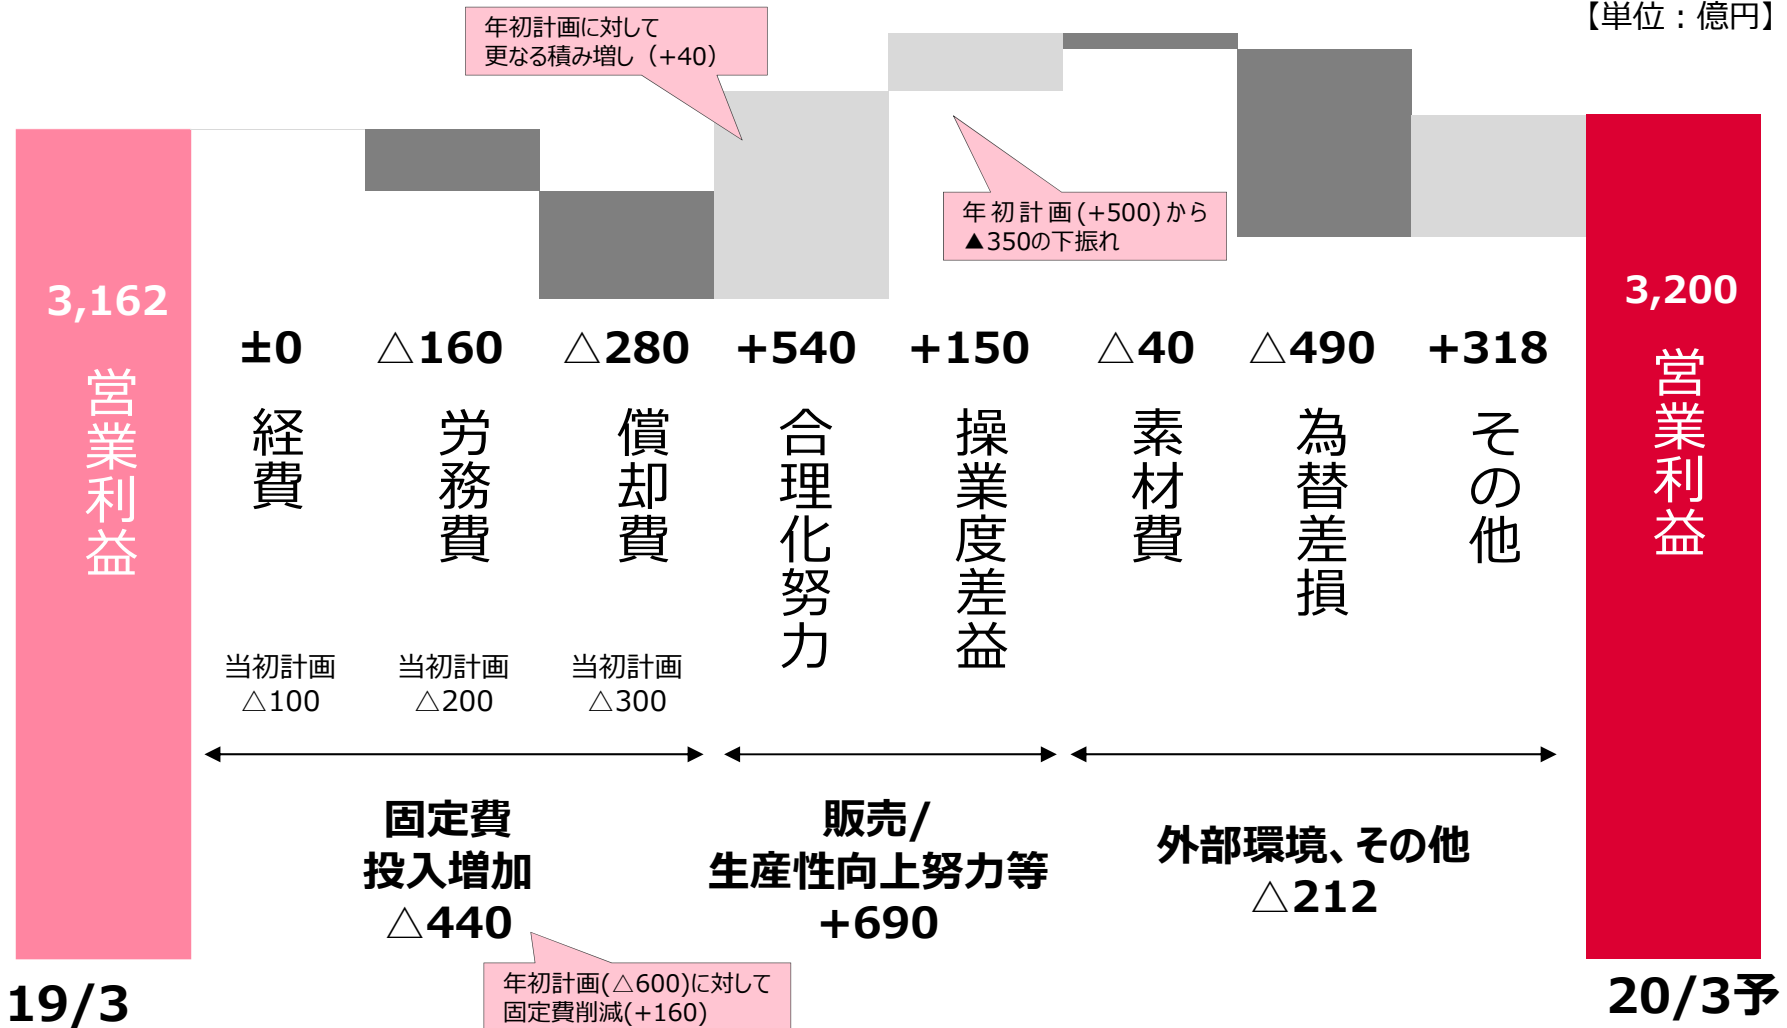 【単位：億円】
年初計画に対して
更なる積み増し（+40）
年初計画(+500)から
▲350の下振れ
3,162
営業利益
±0
△160
△280
+540
+150
△40
△490
+318
3,200
営業利益
経費
労務費
償却費
合理化努力
操業度差益
素材費
為替差損
その他
当初計画
△100
当初計画
△200
当初計画
△300
固定費
投入増加
△440
販売/
生産性向上努力等
+690
外部環境、その他
△212
年初計画(△600)に対して
固定費削減(+160)
19/3
20/3予